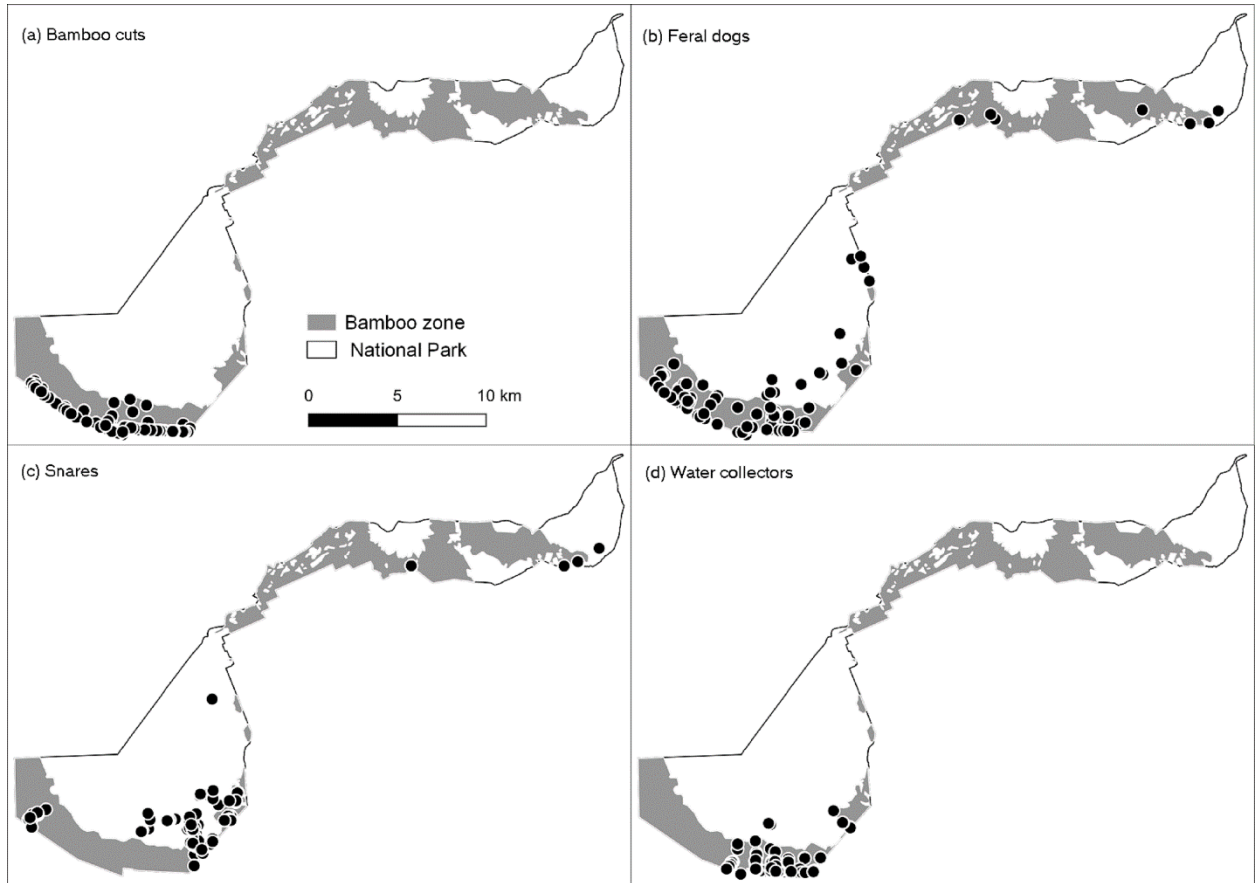 (a) Bamboo cuts
(b) Feral dogs
Bamboo zone
National Park
0 5 10 km
(c) Snares
(d) Water collectors